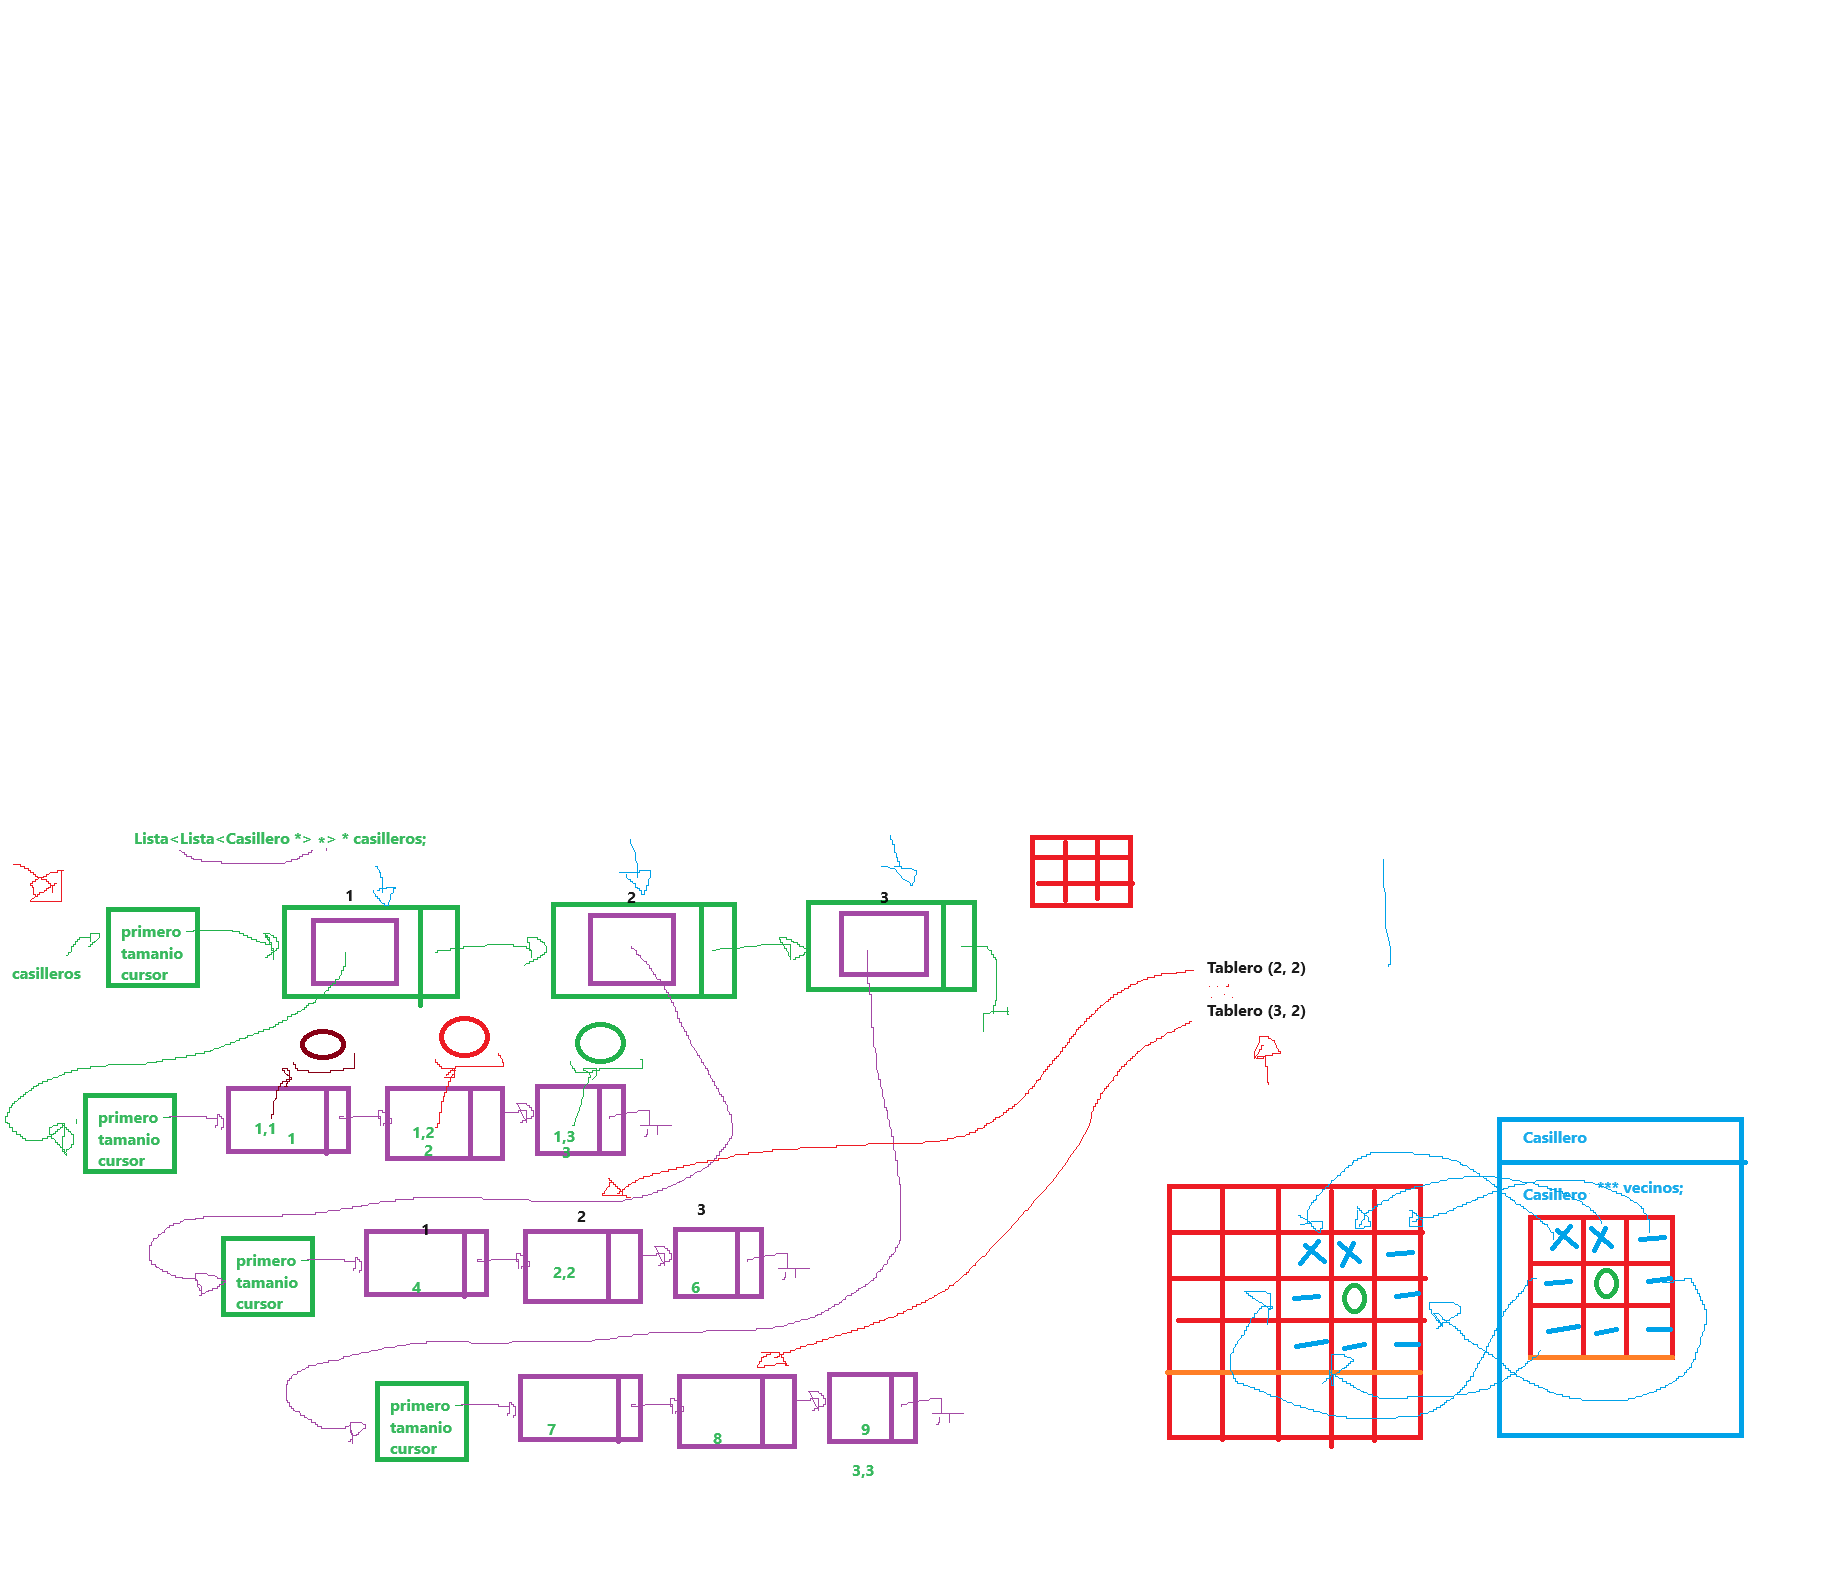 Lista<Lista<Casillero *> *> * casilleros;
1
2
3
primero
tamanio
cursor
casilleros
Tablero (2, 2)
Tablero (3, 2)
primero
tamanio
cursor
1,1
1
1,2
2
1,3
3
Casillero
Casillero *** vecinos;
1
2
3
primero
tamanio
cursor
4
2,2
6
primero
tamanio
cursor
7
8
9
3,3